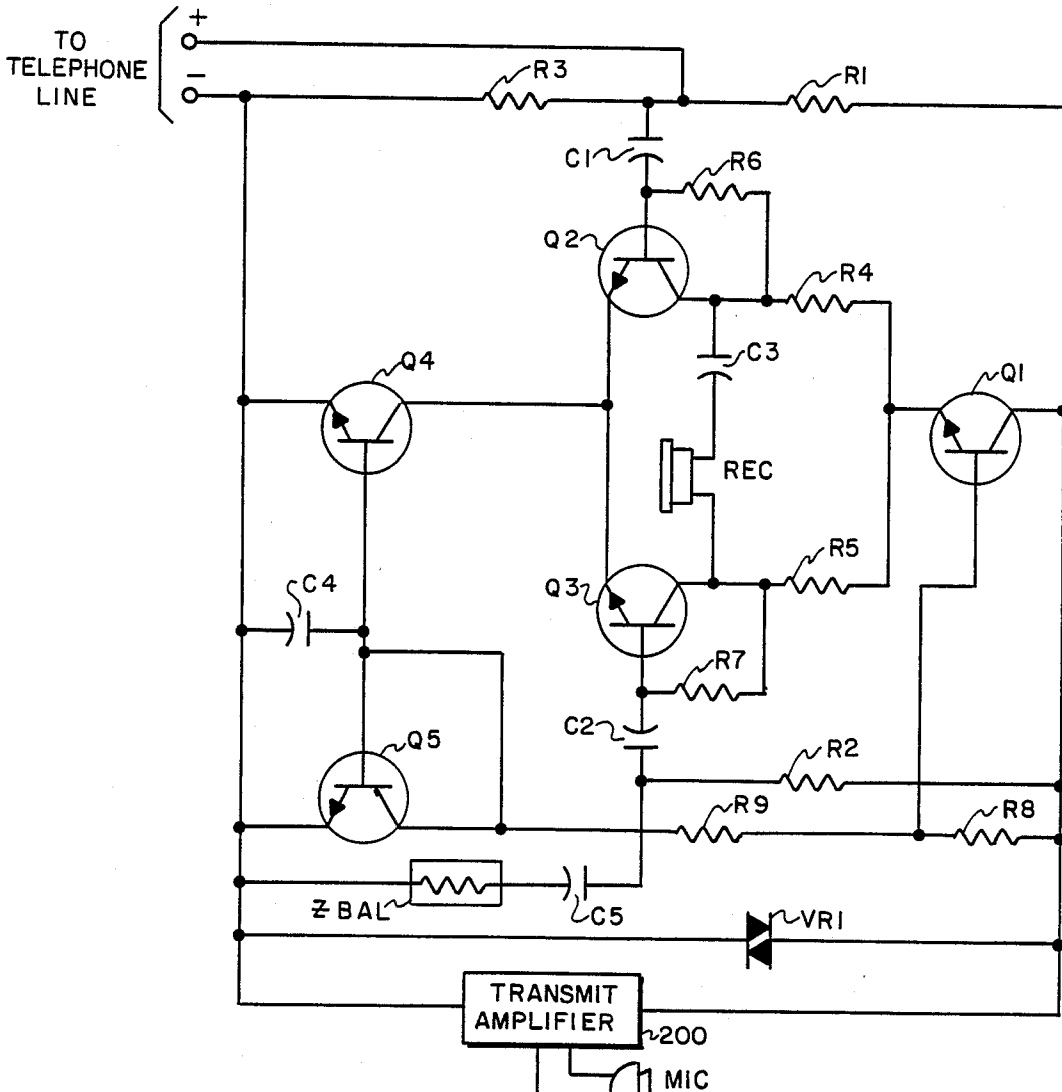 +
TO
TELEPHONE
LINE
−
R3
R1
C1
R6
Q2
R4
C3
Q4
Q1
REC
R5
Q3
C4
R7
C2
Q5
R2
R9
R8
Z BAL
C5
VR1
TRANSMIT
AMPLIFIER
200
MIC